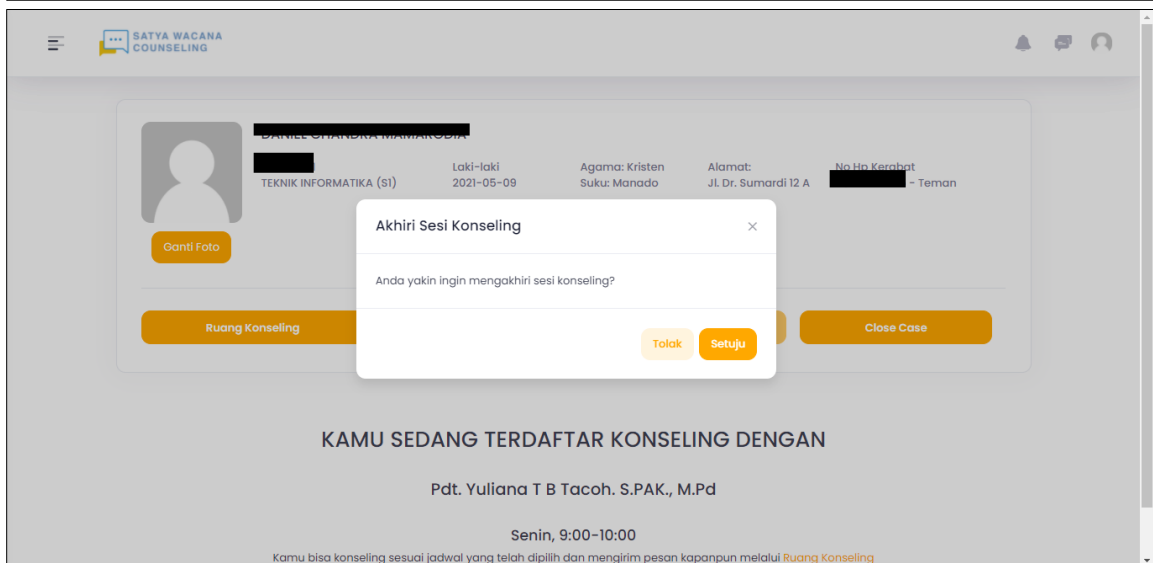 SATYA WACANA
COUNSELING
Laki-laki
Agama: Kristen
Alamat:
No Hp Kerabat
TEKNIK INFORMATIKA (S1)
2021-05-09
Suku: Manado
Jl. Dr. Sumardi 12 A
- Teman
Ganti Foto
Akhiri Sesi Konseling
Anda yakin ingin mengakhiri sesi konseling?
Tolak
Setuju
Ruang Konseling
Close Case
KAMU SEDANG TERDAFTAR KONSELING DENGAN
Pdt. Yuliana T B Tacoh. S.PAK., M.Pd
Senin, 9:00-10:00
Kamu bisa konseling sesuai jadwal yang telah dipilih dan mengirim pesan kapanpun melalui Ruang Konseling